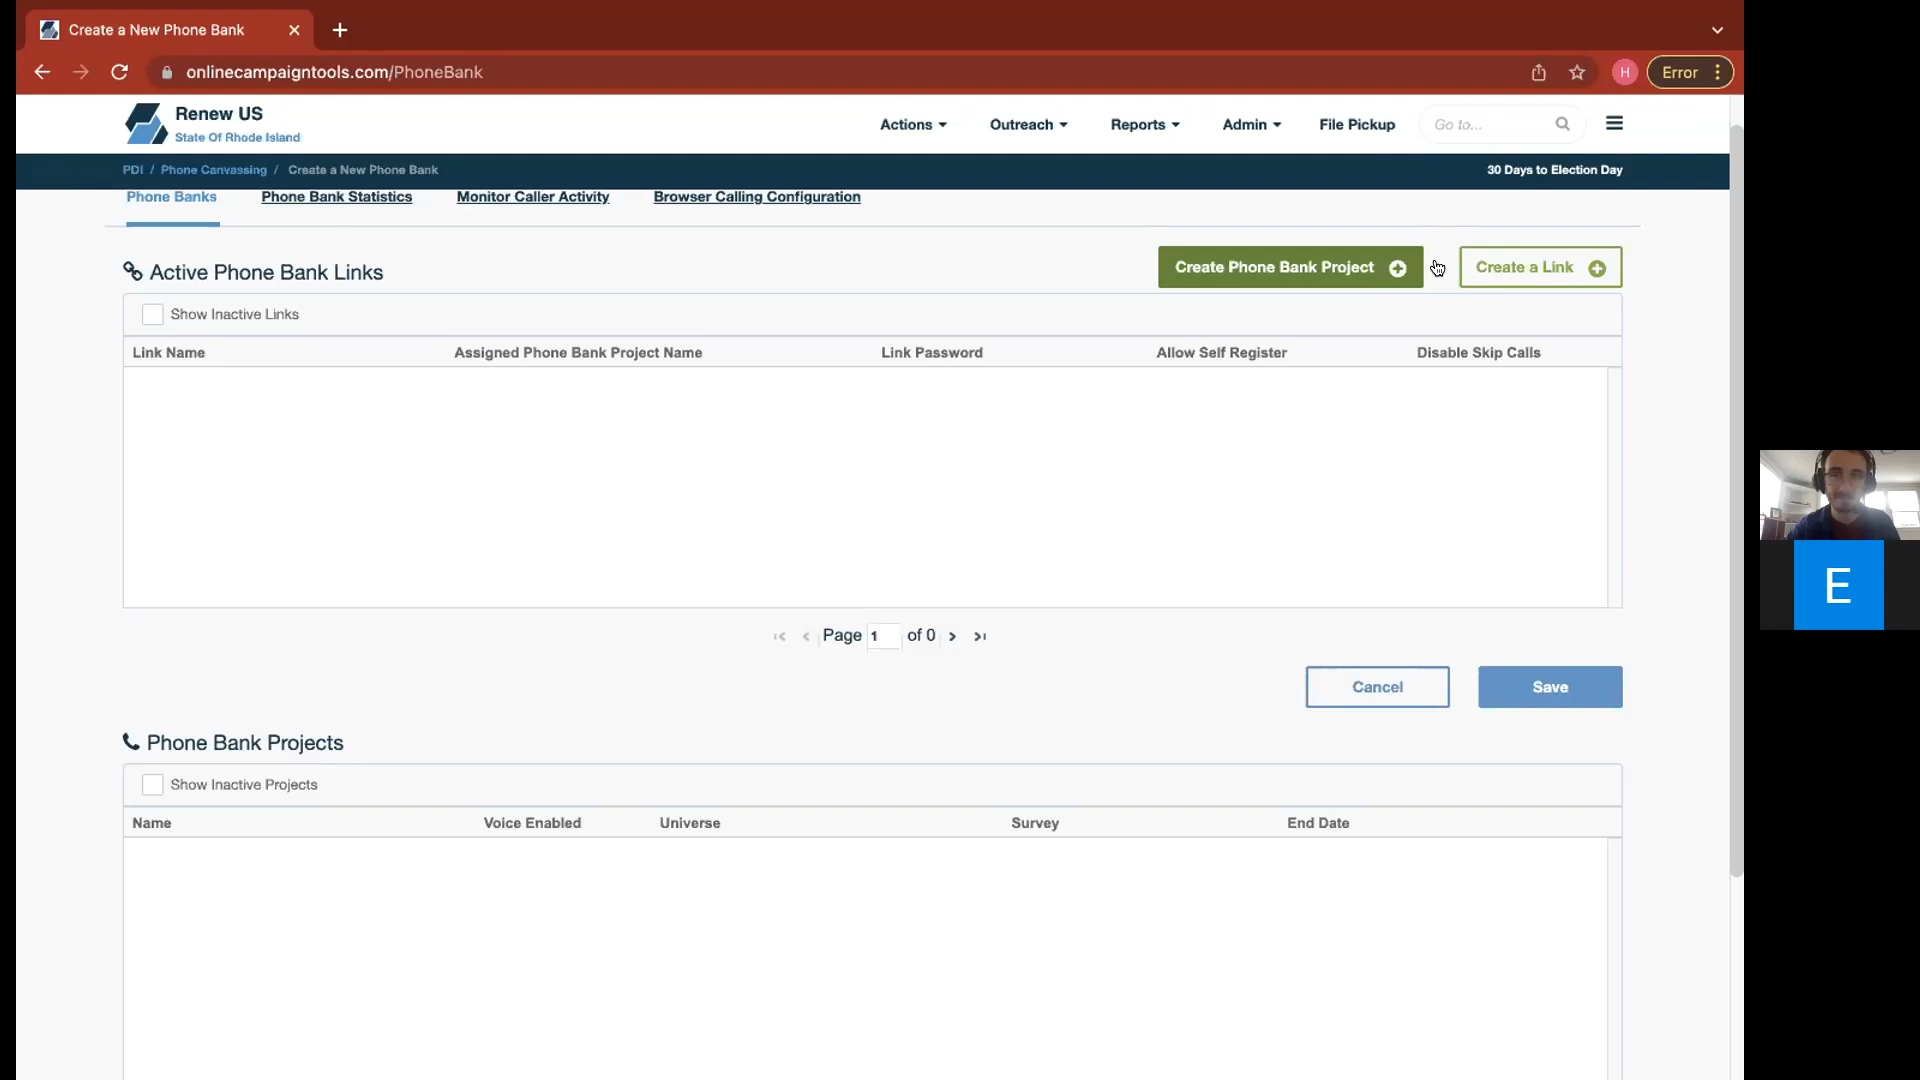 Create a New Phone Bank
onlinecampaigntools.com/PhoneBank
H
Error
Renew US
State Of Rhode Island
Actions
Outreach
Reports
Admin
File Pickup
Go to...
PDI / Phone Canvassing / Create a New Phone Bank
30 Days to Election Day
Phone Banks
Phone Bank Statistics
Monitor Caller Activity
Browser Calling Configuration
Active Phone Bank Links
Create Phone Bank Project
Create a Link
Show Inactive Links
Link Name
Assigned Phone Bank Project Name
Link Password
Allow Self Register
Disable Skip Calls
Page 1 of 0
Cancel
Save
E
Phone Bank Projects
Show Inactive Projects
Name
Voice Enabled
Universe
Survey
End Date